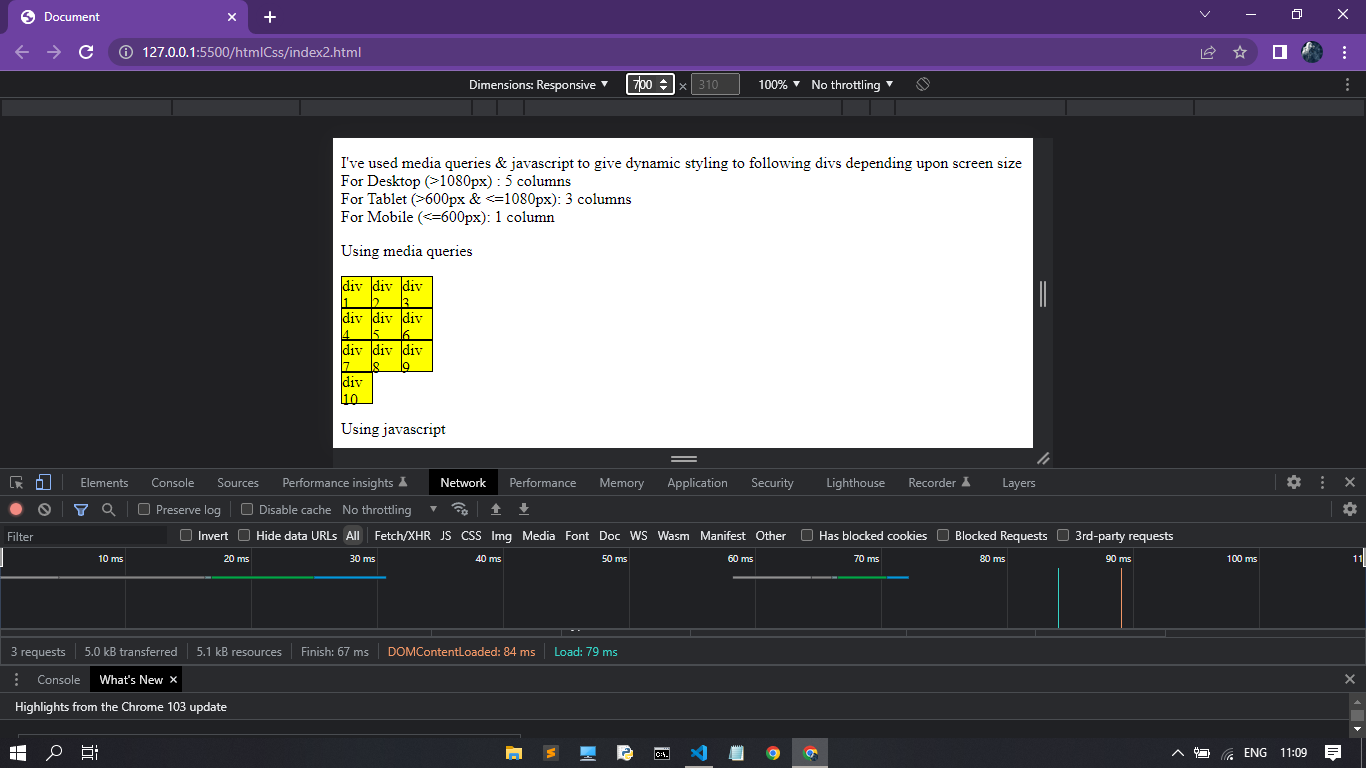 Document
127.0.0.1:5500/htmlCss/index2.html
Dimensions: Responsive 700 × 310 100% No throttling
I've used media queries & javascript to give dynamic styling to following divs depending upon screen size
For Desktop (>1080px) : 5 columns
For Tablet (>600px & <=1080px): 3 columns
For Mobile (<=600px): 1 column
Using media queries
div div div
1 2 3
div div div
4 5 6
div div div
7 8 9
div
10
Using javascript
Elements Console Sources Performance insights Network Performance Memory Application Security Lighthouse Recorder Layers
Preserve log Disable cache No throttling
Filter Invert Hide data URLs All Fetch/XHR JS CSS Img Media Font Doc WS Wasm Manifest Other Has blocked cookies Blocked Requests 3rd-party requests
10 ms 20 ms 30 ms 40 ms 50 ms 60 ms 70 ms 80 ms 90 ms 100 ms 11
3 requests 5.0 kB transferred 5.1 kB resources Finish: 67 ms DOMContentLoaded: 84 ms Load: 79 ms
Console What's New
Highlights from the Chrome 103 update
ENG 11:09